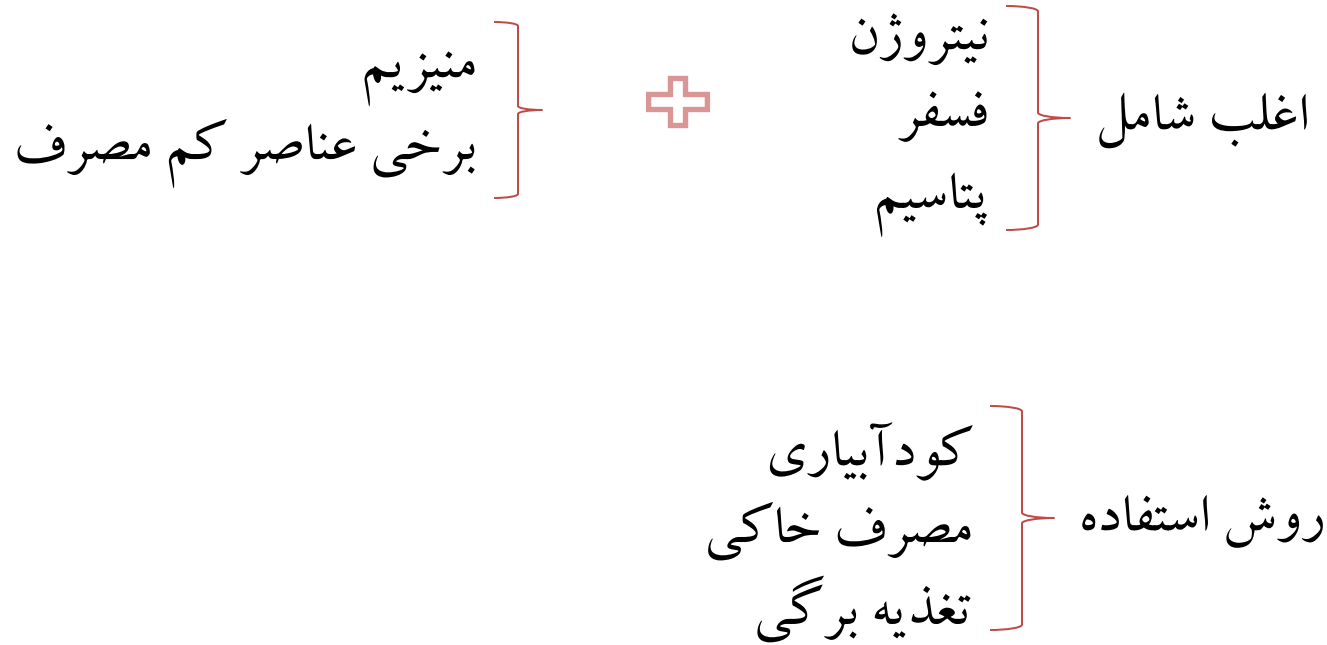 اغلب شامل
نیتروژن
فسفر
پتاسیم
منیزیم
برخی عناصر کم مصرف
روش استفاده
کودآبیاری
مصرف خاکی
تغذیه برگی